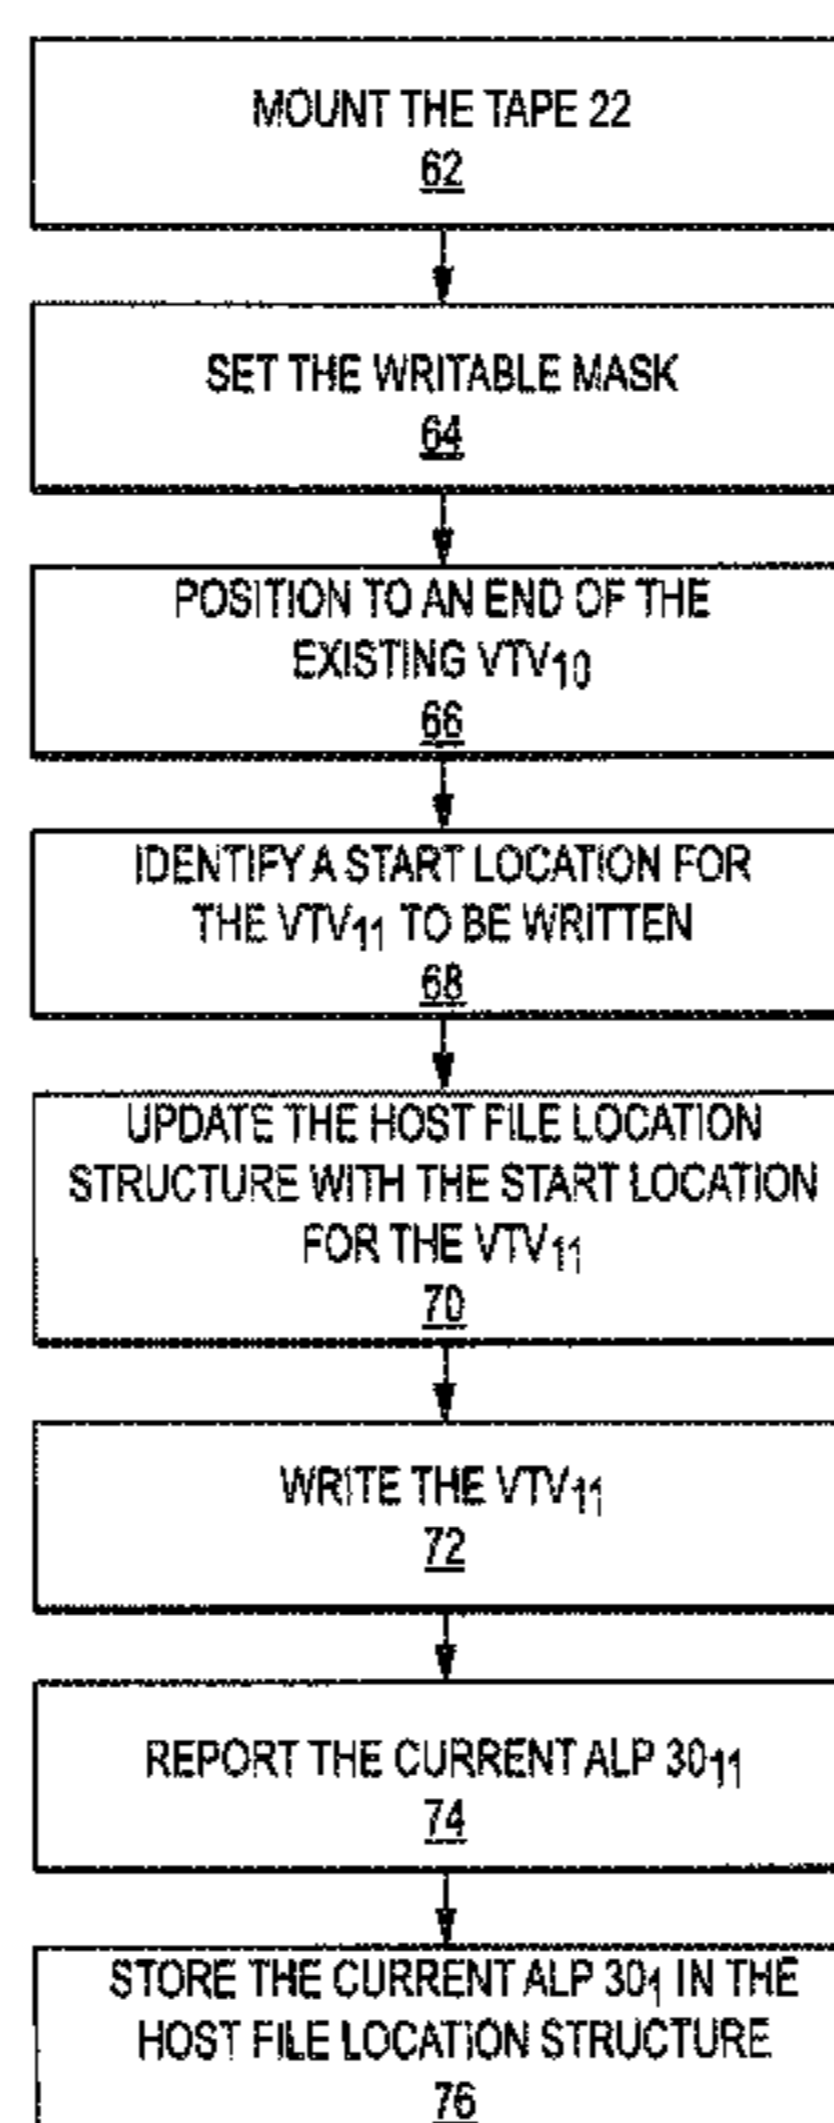 MOUNT THE TAPE 22
62
SET THE WRITABLE MASK
64
POSITION TO AN END OF THE
EXISTING VTV10
66
IDENTIFY A START LOCATION FOR
THE VTV11 TO BE WRITTEN
68
UPDATE THE HOST FILE LOCATION
STRUCTURE WITH THE START LOCATION
FOR THE VTV11
70
WRITE THE VTV11
72
REPORT THE CURRENT ALP 3011
74
STORE THE CURRENT ALP 301 IN THE
HOST FILE LOCATION STRUCTURE
76